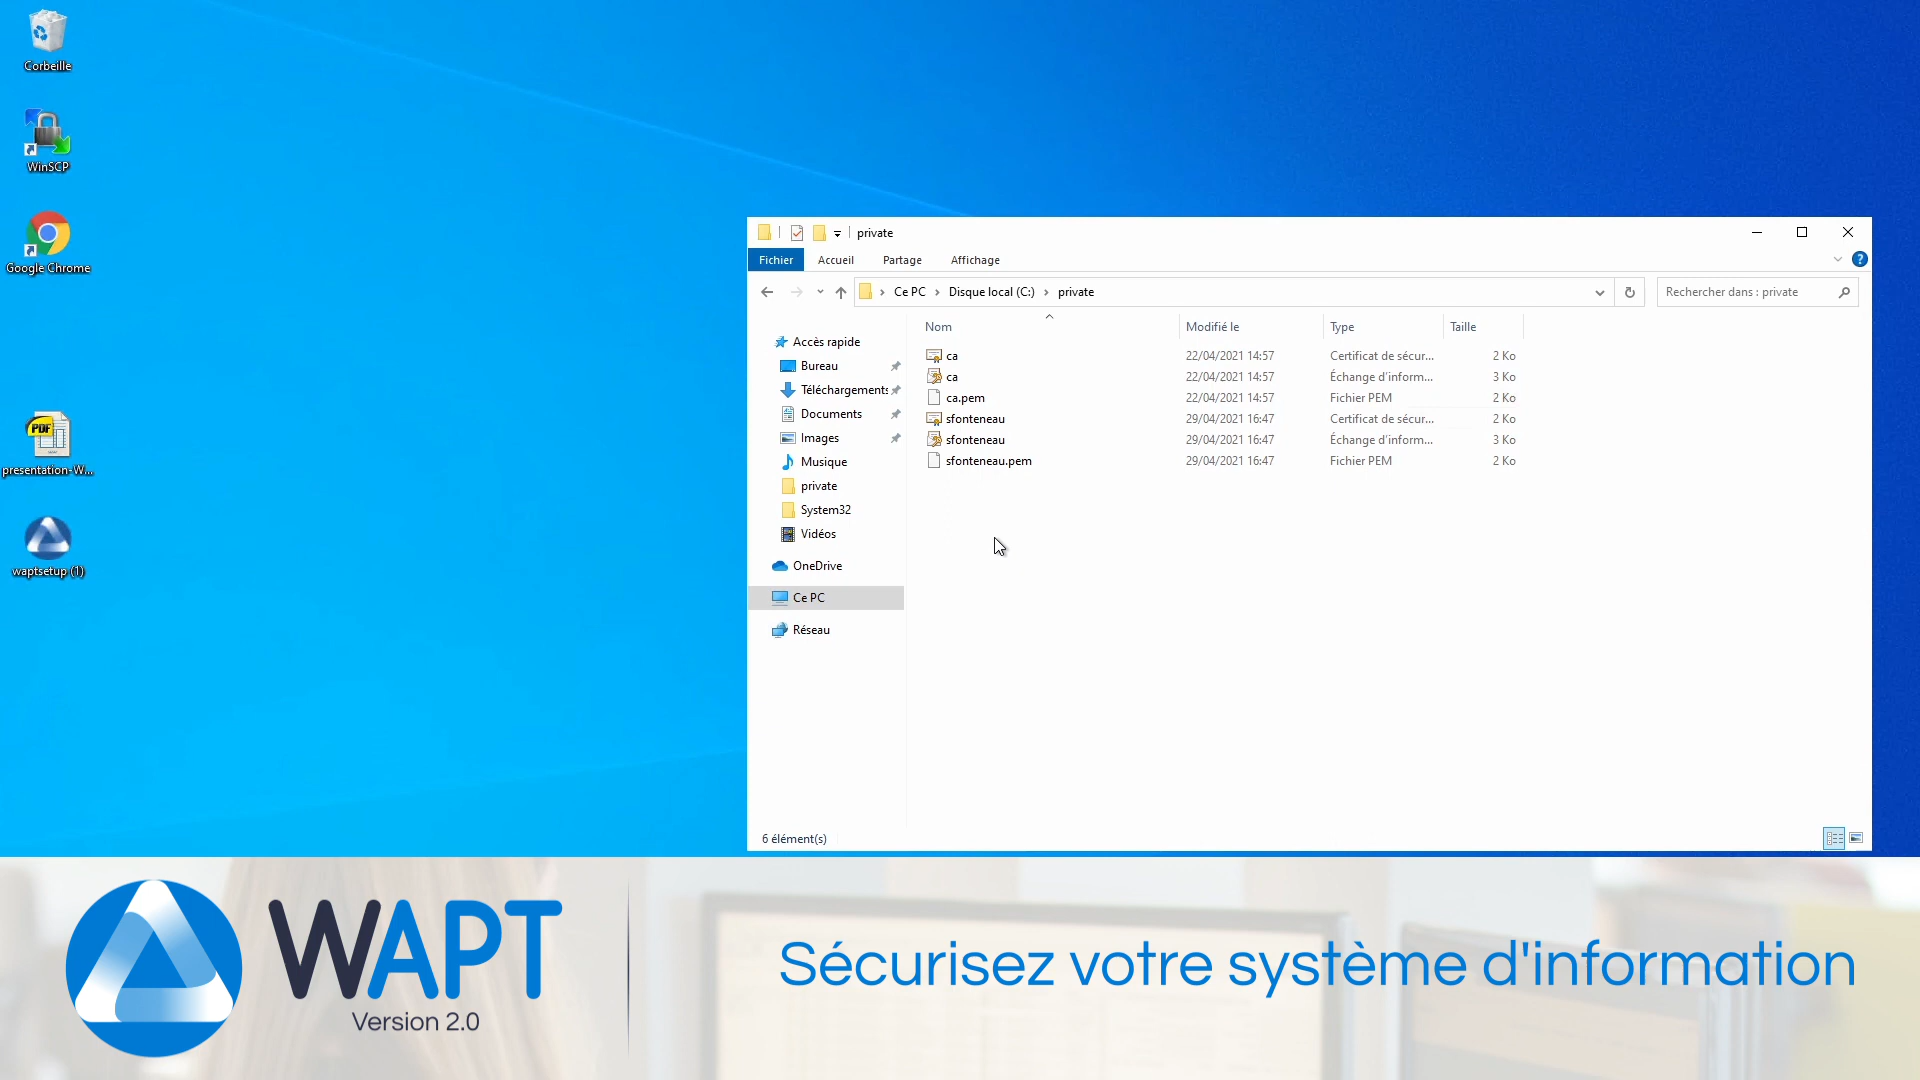 Corbeille
WinSCP
Google Chrome
presentation-W...
waptsetup (1)
private
Fichier
Accueil
Partage
Affichage
Ce PC
Disque local (C:)
private
Rechercher dans : private
Nom
Modifié le
Type
Taille
Accès rapide
Bureau
Téléchargements
Documents
Images
Musique
private
System32
Vidéos
OneDrive
Ce PC
Réseau
ca 22/04/2021 14:57 Certificat de sécur... 2 Ko
ca 22/04/2021 14:57 Échange d'inform... 3 Ko
ca.pem 22/04/2021 14:57 Fichier PEM 2 Ko
sfonteneau 29/04/2021 16:47 Certificat de sécur... 2 Ko
sfonteneau 29/04/2021 16:47 Échange d'inform... 3 Ko
sfonteneau.pem 29/04/2021 16:47 Fichier PEM 2 Ko
6 élément(s)
PDF
WAPT
Version 2.0
Sécurisez votre système d'information